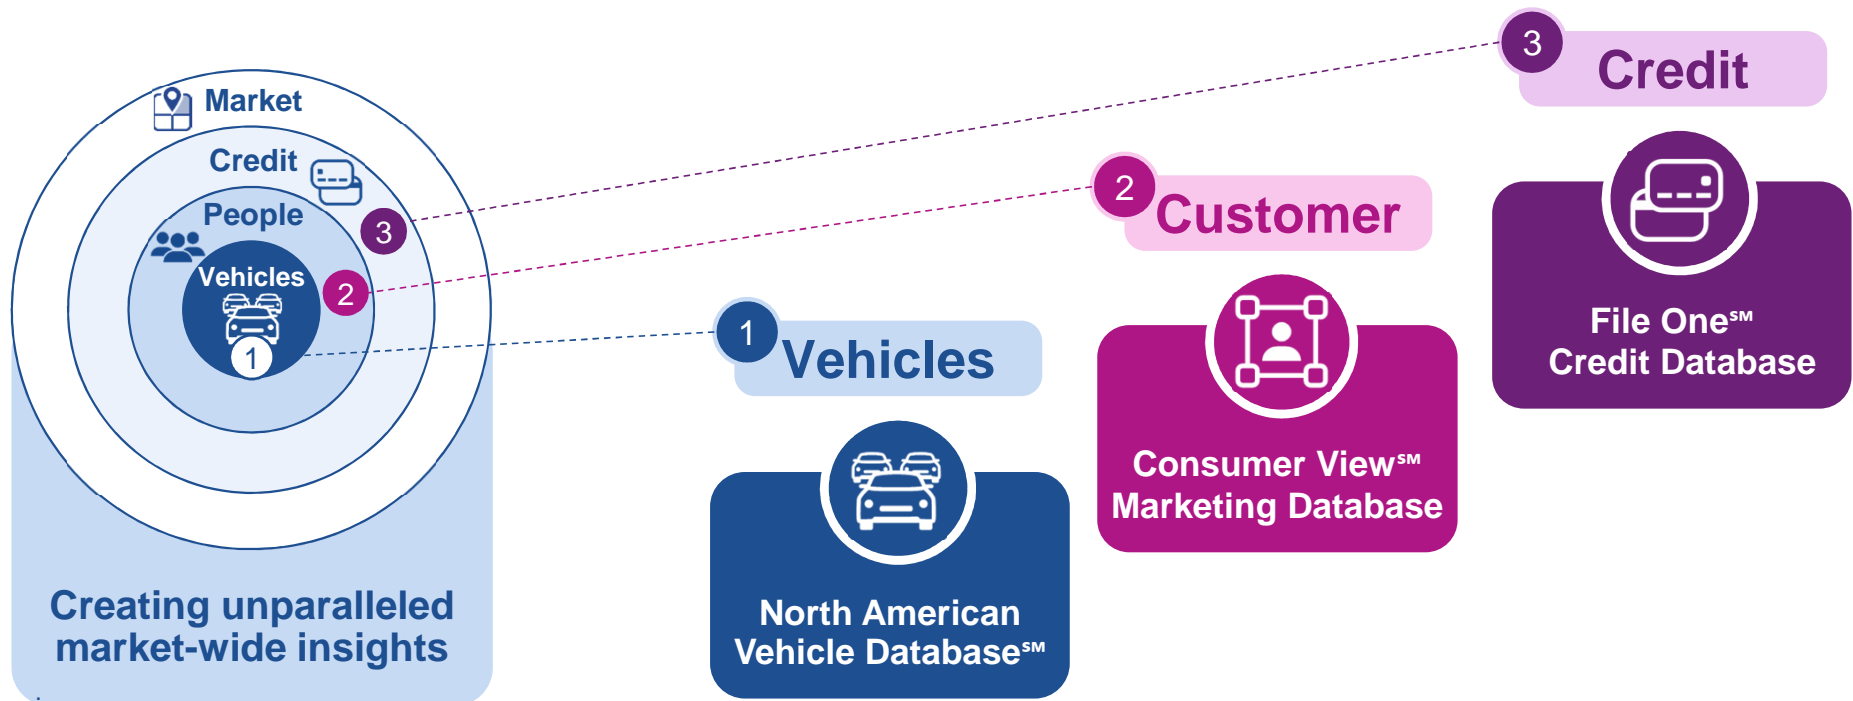 Market
Credit
People
Vehicles
1
2
3
Creating unparalleled
market-wide insights
1
Vehicles
North American
Vehicle Database℠
2
Customer
Consumer View℠
Marketing Database
3
Credit
File One℠
Credit Database